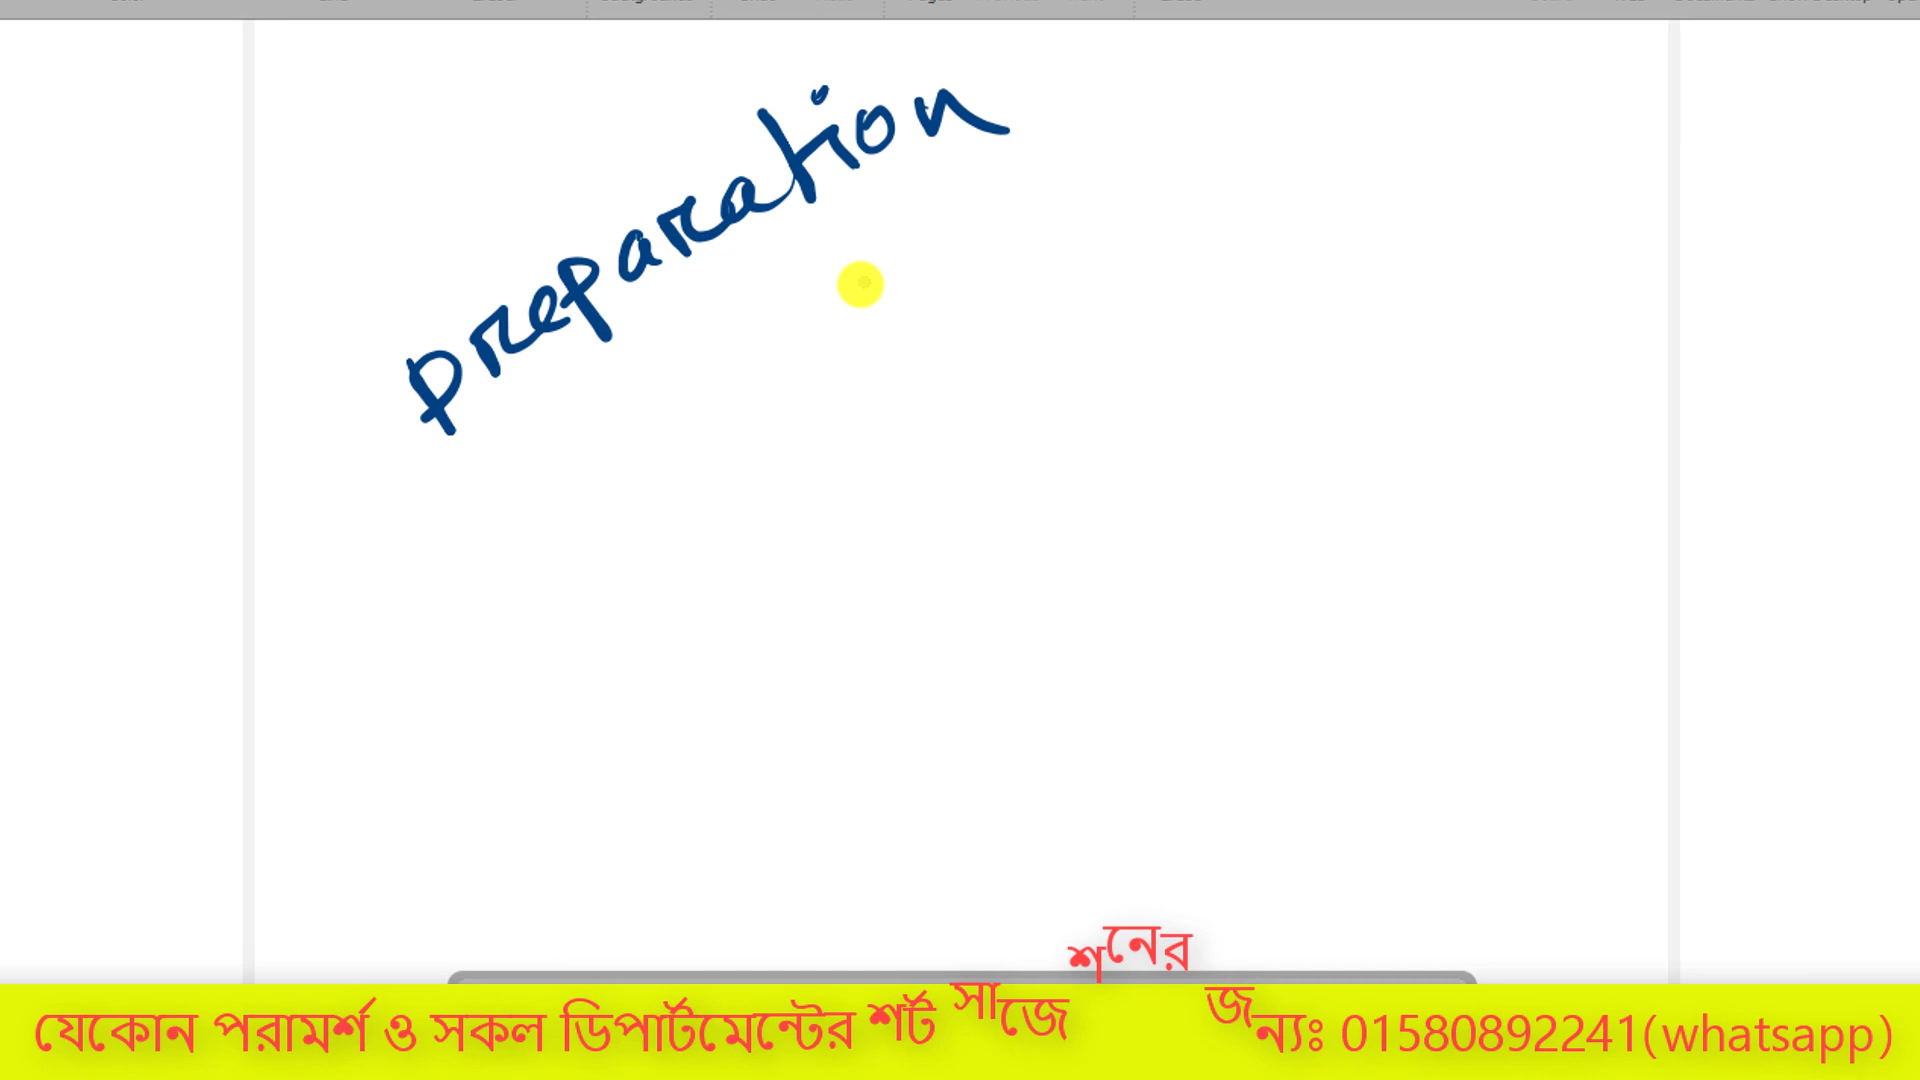 preparation
যেকোন পরামর্শ ও সকল ডিপার্টমেন্টের শর্ট সাজেশনের জন্যঃ 01580892241(whatsapp)